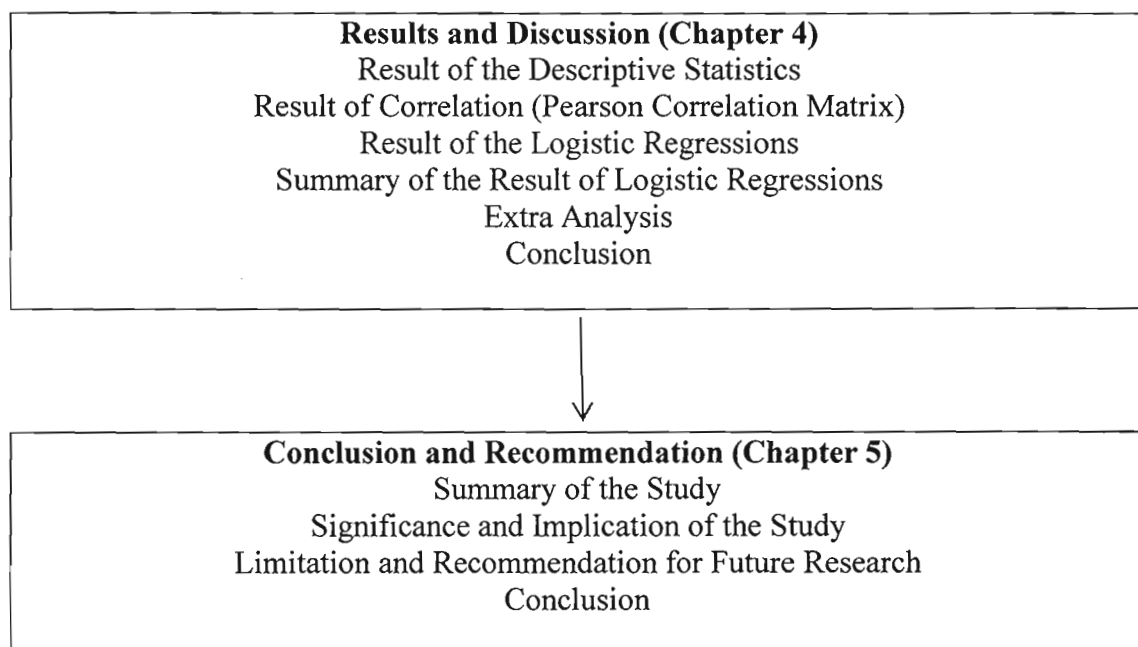 Results and Discussion (Chapter 4)
Result of the Descriptive Statistics
Result of Correlation (Pearson Correlation Matrix)
Result of the Logistic Regressions
Summary of the Result of Logistic Regressions
Extra Analysis
Conclusion
Conclusion and Recommendation (Chapter 5)
Summary of the Study
Significance and Implication of the Study
Limitation and Recommendation for Future Research
Conclusion